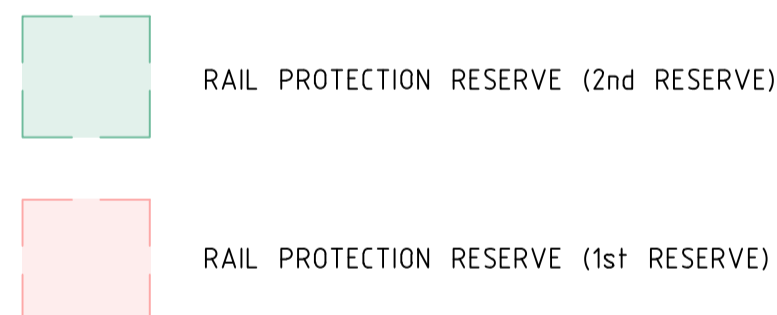 RAIL PROTECTION RESERVE (2nd RESERVE)
RAIL PROTECTION RESERVE (1st RESERVE)